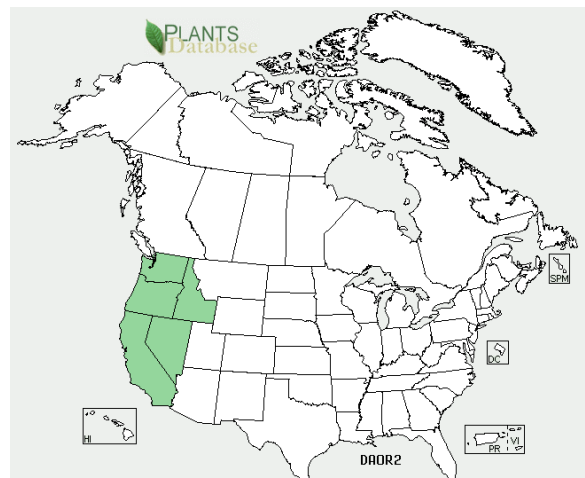 PLANTS
Database
SPM
DC
HI
PR
VI
DAOR2